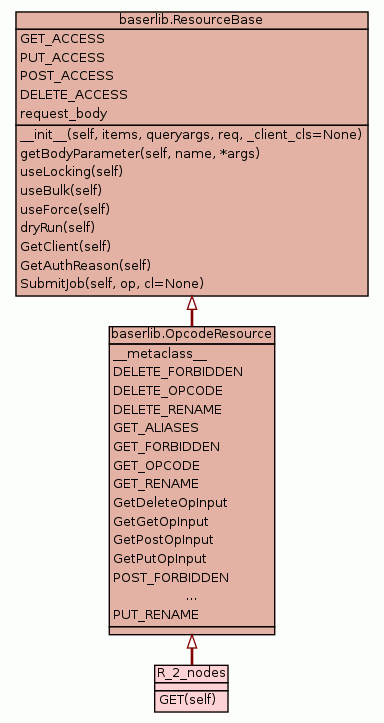 baserlib.ResourceBase
GET_ACCESS
PUT_ACCESS
POST_ACCESS
DELETE_ACCESS
request_body
__init__(self, items, queryargs, req, _client_cls=None)
getBodyParameter(self, name, *args)
useLocking(self)
useBulk(self)
useForce(self)
dryRun(self)
GetClient(self)
GetAuthReason(self)
SubmitJob(self, op, cl=None)
baserlib.OpcodeResource
__metaclass__
DELETE_FORBIDDEN
DELETE_OPCODE
DELETE_RENAME
GET_ALIASES
GET_FORBIDDEN
GET_OPCODE
GET_RENAME
GetDeleteOpInput
GetGetOpInput
GetPostOpInput
GetPutOpInput
POST_FORBIDDEN
...
PUT_RENAME
R_2_nodes
GET(self)